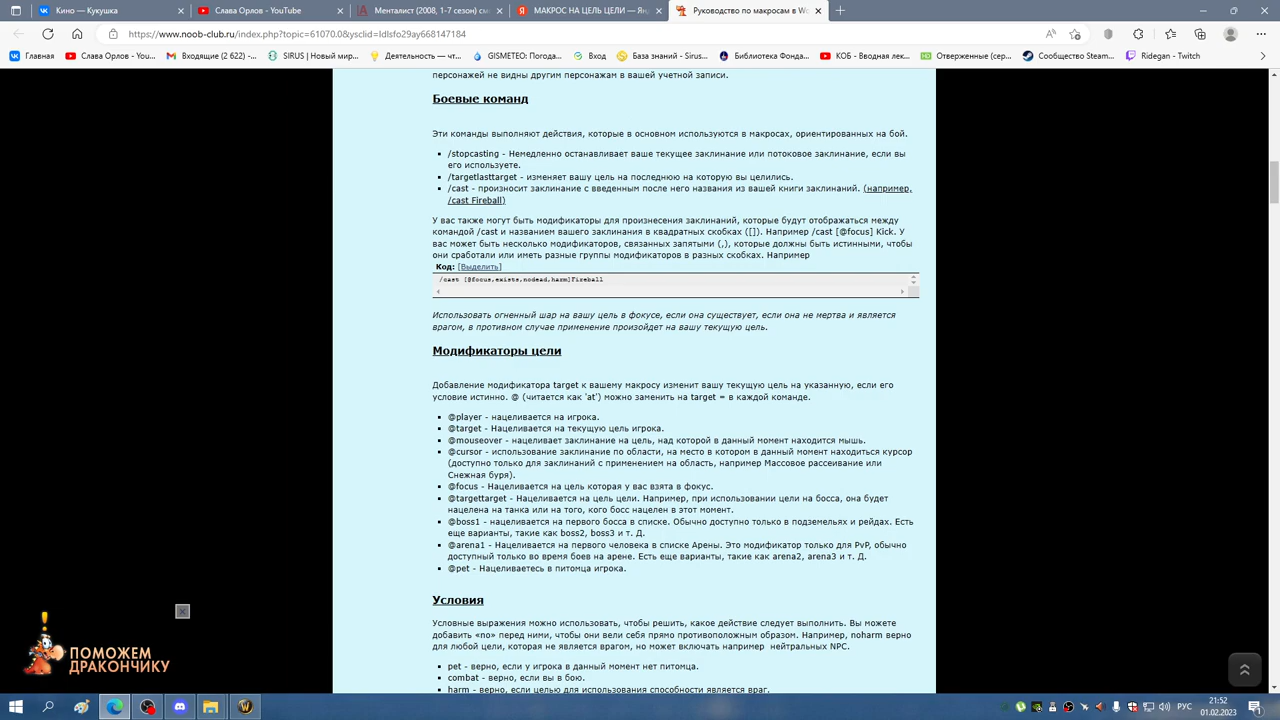 Кино — Кукушка
Слава Орлов - YouTube
Менталист (2008, 1-7 сезон) см
МАКРОС НА ЦЕЛЬ ЦЕЛИ — Ян
Руководство по макросам в Wo
https://www.noob-club.ru/index.php?topic=61070.0&ysclid=ldlsfo29ay668147184
Главная
Слава Орлов - You...
Входящие (2 622) -...
SIRUS | Новый мир...
Деятельность — чт...
GISMETEO: Погода...
Вход
База знаний - Sirus...
Библиотека Фонда...
КОБ - Вводная лек...
Отверженные (сер...
Сообщество Steam...
Ridegan - Twitch
персонажей не видны другим персонажам в вашей учетной записи.
Боевые команд
Эти команды выполняют действия, которые в основном используются в макросах, ориентированных на бой.
/stopcasting - Немедленно останавливает ваше текущее заклинание или потоковое заклинание, если вы
его используете.
/targetlasttarget - изменяет вашу цель на последнюю на которую вы целились.
/cast - произносит заклинание с введенным после него названия из вашей книги заклинаний. (например,
/cast Fireball)
У вас также могут быть модификаторы для произнесения заклинаний, которые будут отображаться между
командой /cast и названием вашего заклинания в квадратных скобках ([]). Например /cast [@focus] Kick. У
вас может быть несколько модификаторов, связанных запятыми (,), которые должны быть истинными, чтобы
они сработали или иметь разные группы модификаторов в разных скобках. Например
Код: [Выделить]
/cast [@focus,exists,nodead,harm]Fireball
Использовать огненный шар на вашу цель в фокусе, если она существует, если она не мертва и является
врагом, в противном случае применение произойдет на вашу текущую цель.
Модификаторы цели
Добавление модификатора target к вашему макросу изменит вашу текущую цель на указанную, если его
условие истинно. @ (читается как 'at') можно заменить на target = в каждой команде.
@player - нацеливается на игрока.
@target - Нацеливается на текущую цель игрока.
@mouseover - нацеливает заклинание на цель, над которой в данный момент находится мышь.
@cursor - использование заклинание по области, на место в котором в данный момент находиться курсор
(доступно только для заклинаний с применением на область, например Массовое рассеивание или
Снежная буря).
@focus - Нацеливается на цель которая у вас взята в фокус.
@targettarget - Нацеливается на цель цели. Например, при использовании цели на босса, она будет
нацелена на танка или на того, кого босс нацелен в этот момент.
@boss1 - нацеливается на первого босса в списке. Обычно доступно только в подземельях и рейдах. Есть
еще варианты, такие как boss2, boss3 и т. Д.
@arena1 - Нацеливается на первого человека в списке Арены. Это модификатор только для PvP, обычно
доступный только во время боев на арене. Есть еще варианты, такие как arena2, arena3 и т. Д.
@pet - Нацеливаетесь в питомца игрока.
Условия
Условные выражения можно использовать, чтобы решить, какое действие следует выполнить. Вы можете
добавить «no» перед ними, чтобы они вели себя прямо противоположным образом. Например, noharm верно
для любой цели, которая не является врагом, но может включать например нейтральных NPC.
pet - верно, если у игрока в данный момент нет питомца.
combat - верно, если вы в бою.
harm - верно, если целью для использования способности является враг.
ПОМОЖЕМ
ДРАКОНЧИКУ
РУС
21:52